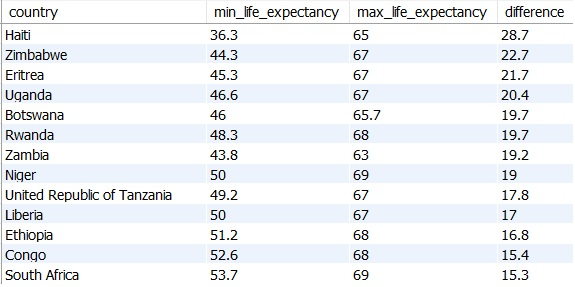 country min_life_expectancy max_life_expectancy difference
Haiti 36.3 65 28.7
Zimbabwe 44.3 67 22.7
Eritrea 45.3 67 21.7
Uganda 46.6 67 20.4
Botswana 46 65.7 19.7
Rwanda 48.3 68 19.7
Zambia 43.8 63 19.2
Niger 50 69 19
United Republic of Tanzania 49.2 67 17.8
Liberia 50 67 17
Ethiopia 51.2 68 16.8
Congo 52.6 68 15.4
South Africa 53.7 69 15.3